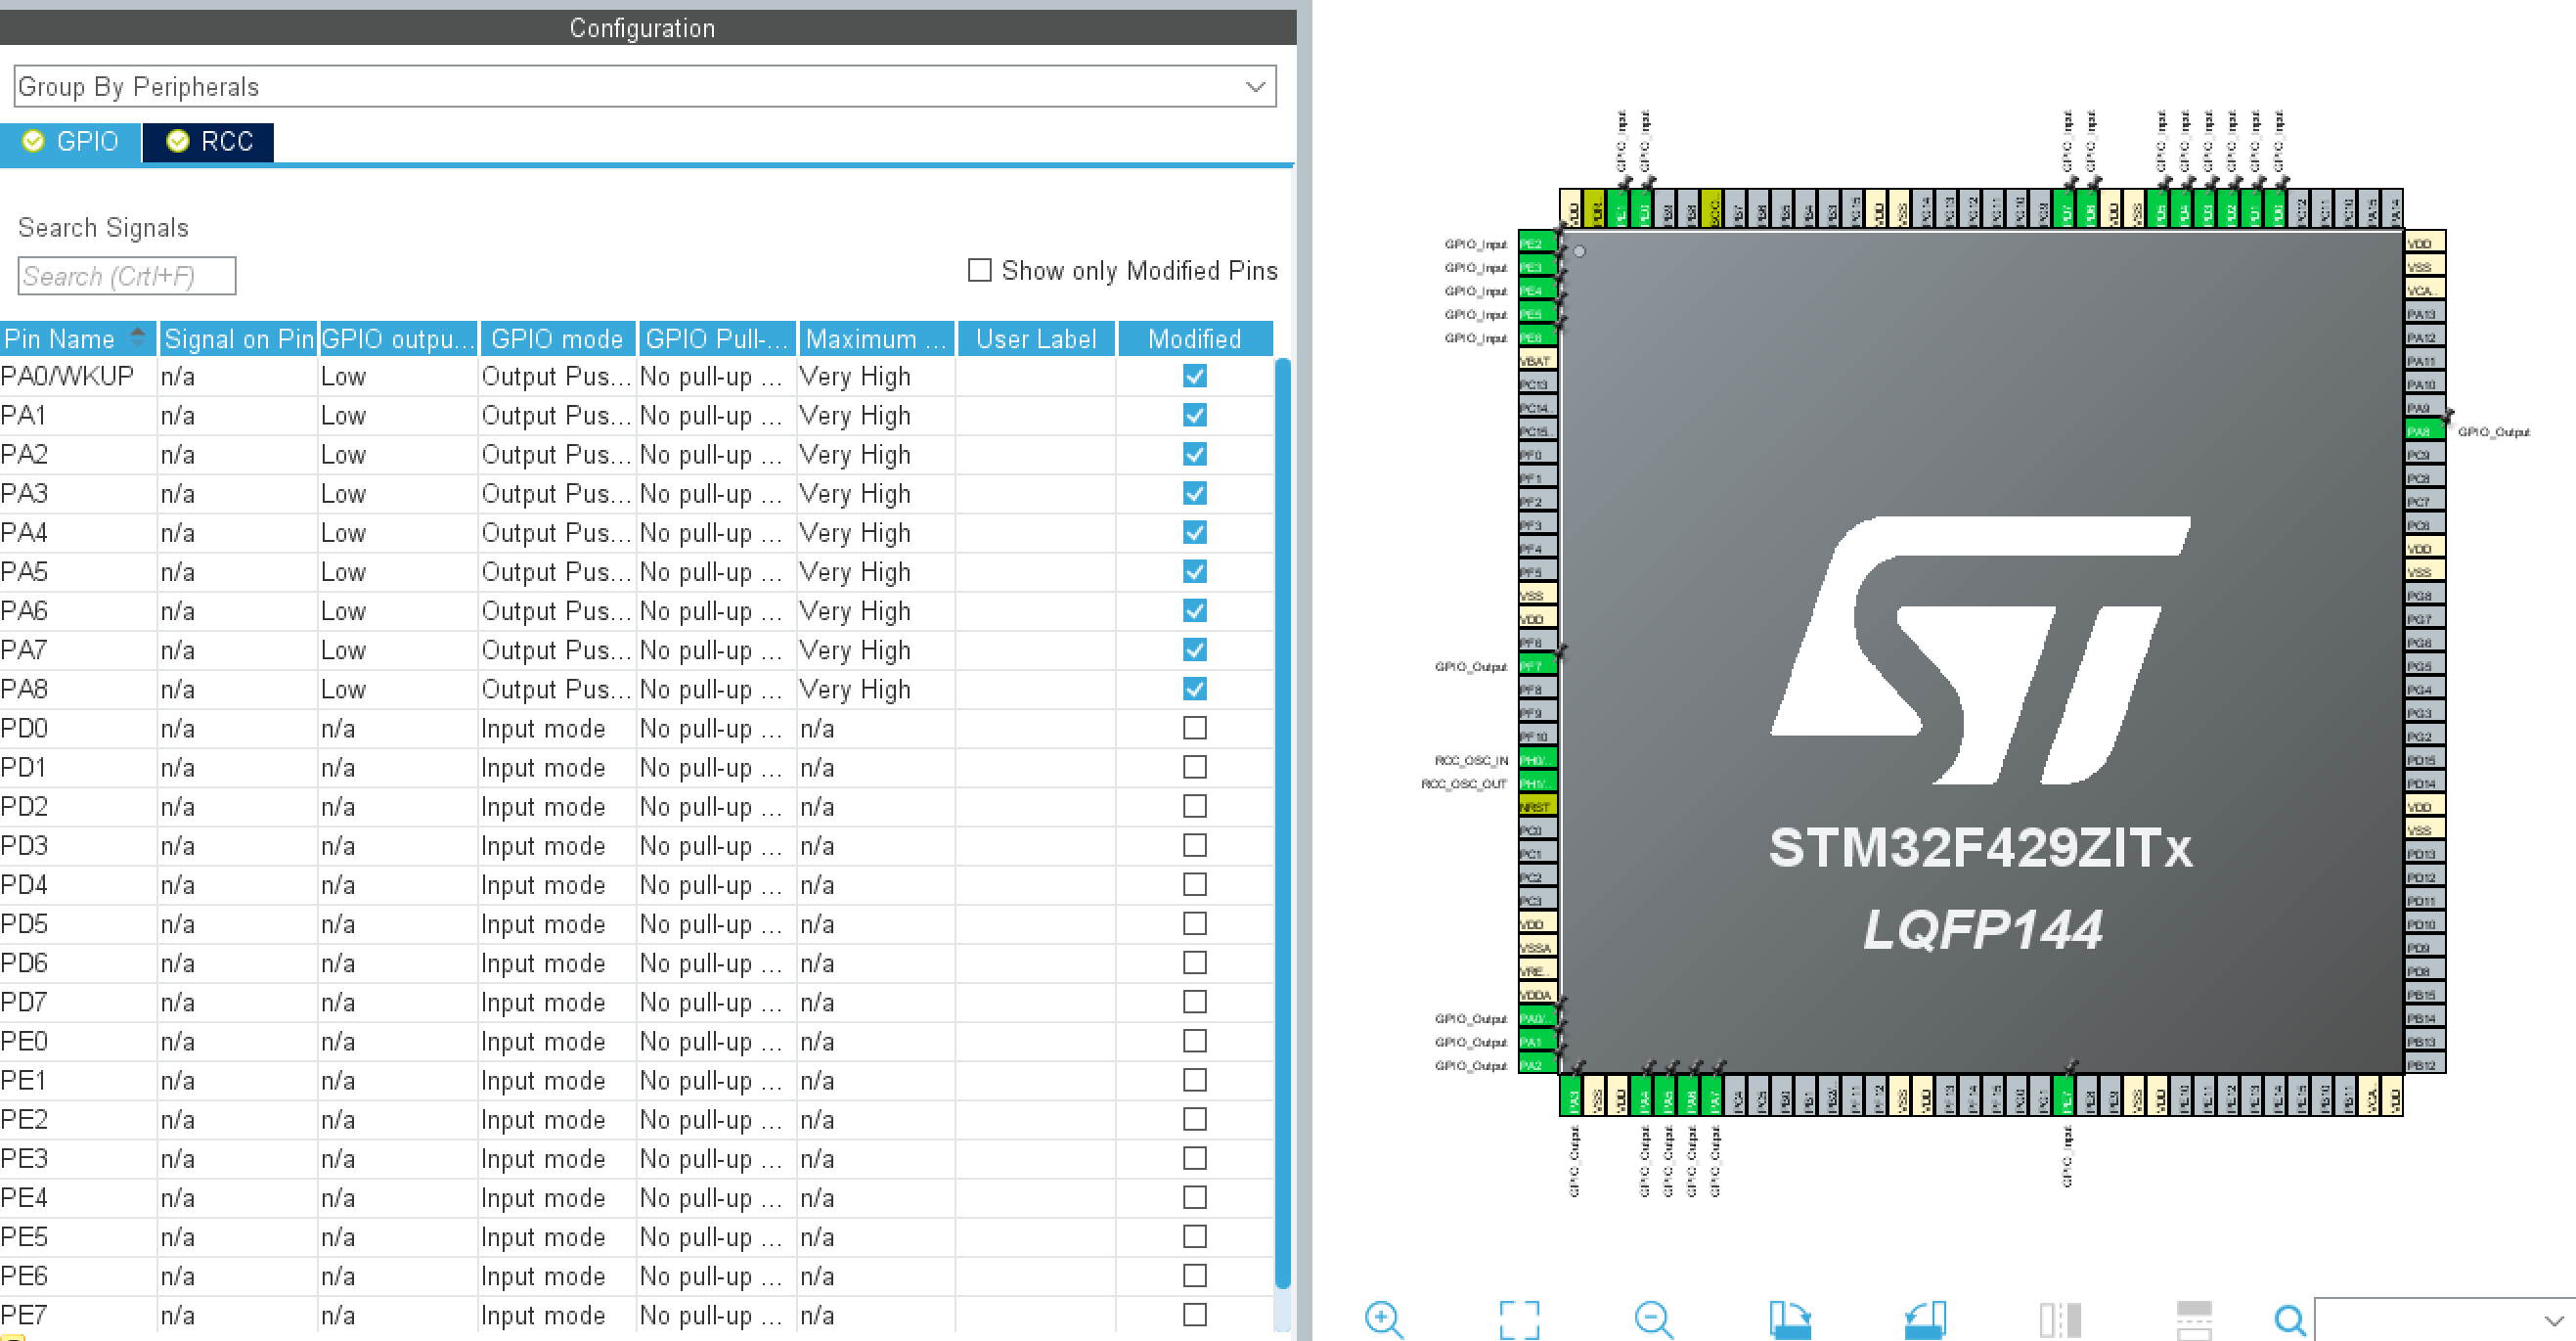 Configuration
Group By Peripherals
GPIO RCC
Search Signals
Search (CrtI+F)
Show only Modified Pins
Pin Name Signal on Pin GPIO outpu... GPIO mode GPIO Pull-... Maximum ... User Label Modified
PA0/WKUP n/a Low Output Pus... No pull-up ... Very High
PA1 n/a Low Output Pus... No pull-up ... Very High
PA2 n/a Low Output Pus... No pull-up ... Very High
PA3 n/a Low Output Pus... No pull-up ... Very High
PA4 n/a Low Output Pus... No pull-up ... Very High
PA5 n/a Low Output Pus... No pull-up ... Very High
PA6 n/a Low Output Pus... No pull-up ... Very High
PA7 n/a Low Output Pus... No pull-up ... Very High
PA8 n/a Low Output Pus... No pull-up ... Very High
PD0 n/a n/a Input mode No pull-up ... n/a
PD1 n/a n/a Input mode No pull-up ... n/a
PD2 n/a n/a Input mode No pull-up ... n/a
PD3 n/a n/a Input mode No pull-up ... n/a
PD4 n/a n/a Input mode No pull-up ... n/a
PD5 n/a n/a Input mode No pull-up ... n/a
PD6 n/a n/a Input mode No pull-up ... n/a
PD7 n/a n/a Input mode No pull-up ... n/a
PE0 n/a n/a Input mode No pull-up ... n/a
PE1 n/a n/a Input mode No pull-up ... n/a
PE2 n/a n/a Input mode No pull-up ... n/a
PE3 n/a n/a Input mode No pull-up ... n/a
PE4 n/a n/a Input mode No pull-up ... n/a
PE5 n/a n/a Input mode No pull-up ... n/a
PE6 n/a n/a Input mode No pull-up ... n/a
PE7 n/a n/a Input mode No pull-up ... n/a
GPIO_Input GPIO_Input GPIO_Input GPIO_Input GPIO_Input GPIO_Input GPIO_Input GPIO_Input GPIO_Input GPIO_Input
GPIO_Input PE2
GPIO_Input PE3
GPIO_Input PE4
GPIO_Input PE5
GPIO_Input PE6
VBAT
PC13
PC14..
PC15..
PF0
PF1
PF2
PF3
PF4
PF5
VSS
VDD
PF6
GPIO_Output PF7
PF8
PF9
PF10
RCC_OSC_IN PH0/..
RCC_OSC_OUT PH1/..
NRST
PC0
PC1
PC2
PC3
VDD
VSSA
VRE..
VDDA
GPIO_Output PA0/..
GPIO_Output PA1
GPIO_Output PA2
ST
STM32F429ZITx
LQFP144
VDD
VSS
VCA..
PA13
PA12
PA11
PA10
PA9
PA8 GPIO_Output
PC9
PC8
PC7
PC6
VDD
VSS
PG8
PG7
PG6
PG5
PG4
PG3
PG2
PD15
PD14
VDD
VSS
PD13
PD12
PD11
PD10
PD9
PD8
PB15
PB14
PB13
PB12
GPIO_Output GPIO_Output GPIO_Output GPIO_Output GPIO_Output GPIO_Input